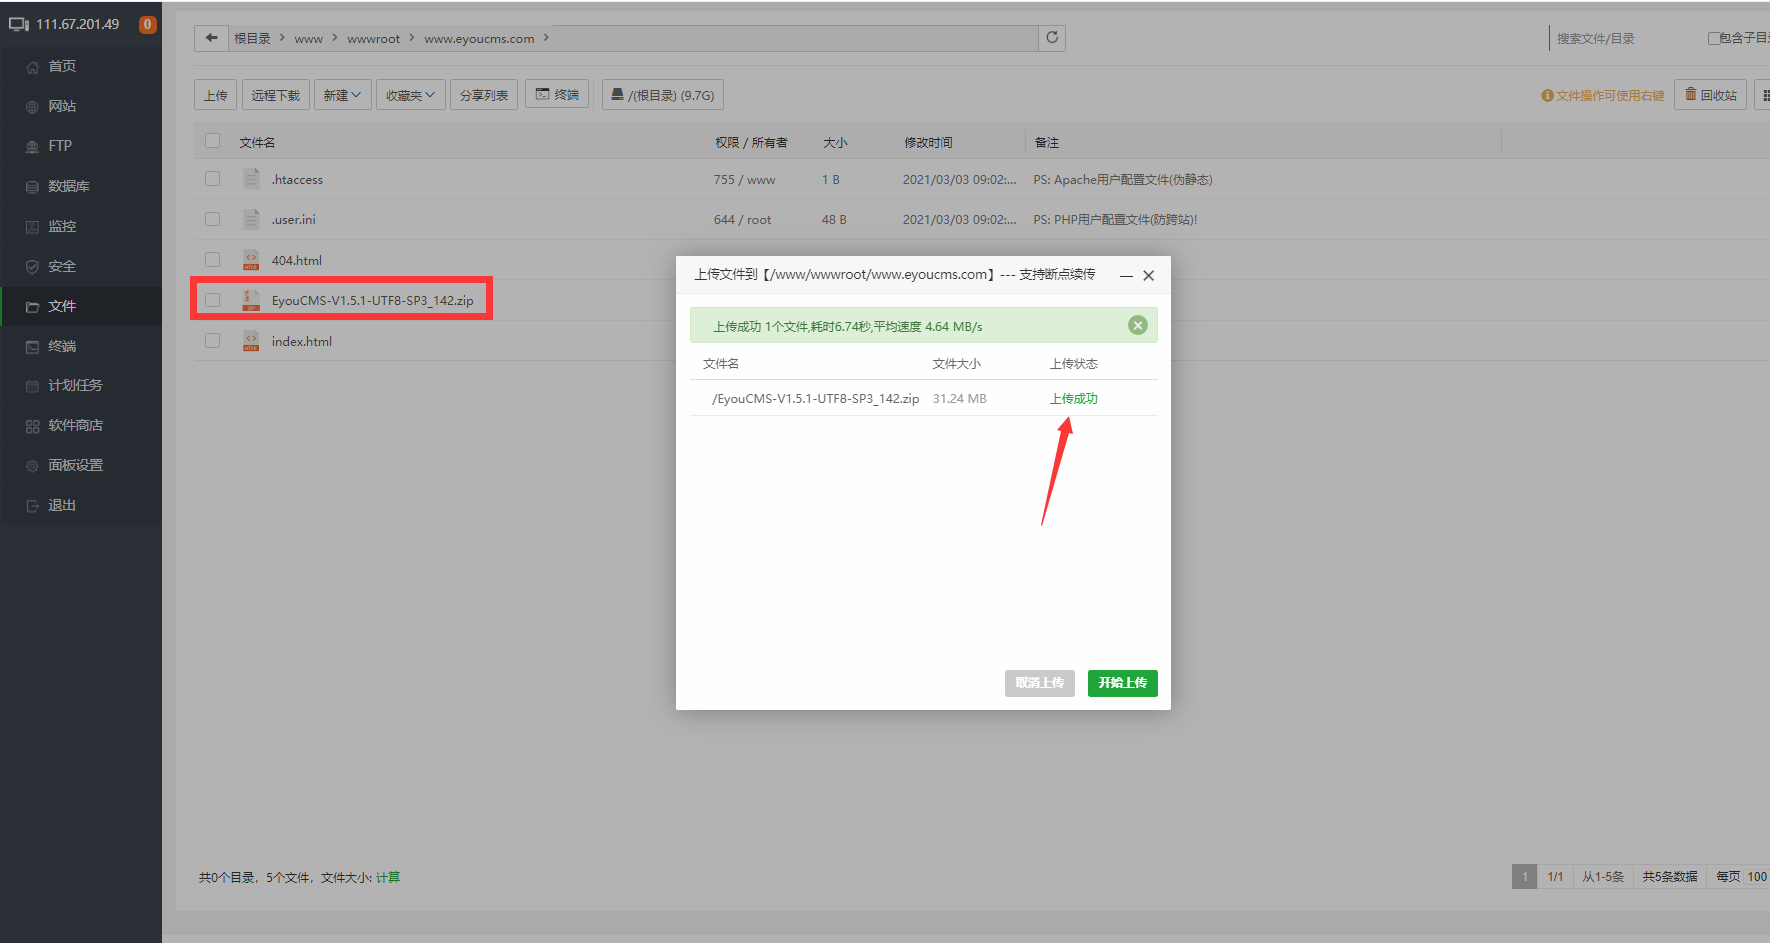 111.67.201.49 0
首页
网站
FTP
数据库
监控
安全
文件
终端
计划任务
软件商店
面板设置
退出
根目录 > www > wwwroot > www.eyoucms.com >
搜索文件/目录
包含子目
上传 远程下载 新建 收藏夹 分享列表 终端 /(根目录) (9.7G)
文件操作可使用右键 回收站
文件名 权限 / 所有者 大小 修改时间 备注
.htaccess 755 / www 1 B 2021/03/03 09:02:... PS: Apache用户配置文件(伪静态)
.user.ini 644 / root 48 B 2021/03/03 09:02:... PS: PHP用户配置文件(防跨站)!
404.html
EyouCMS-V1.5.1-UTF8-SP3_142.zip
index.html
上传文件到【/www/wwwroot/www.eyoucms.com】--- 支持断点续传
上传成功 1个文件,耗时6.74秒,平均速度 4.64 MB/s
文件名 文件大小 上传状态
/EyouCMS-V1.5.1-UTF8-SP3_142.zip 31.24 MB 上传成功
取消上传 开始上传
共0个目录，5个文件，文件大小: 计算
1 1/1 从1-5条 共5条数据 每页 100